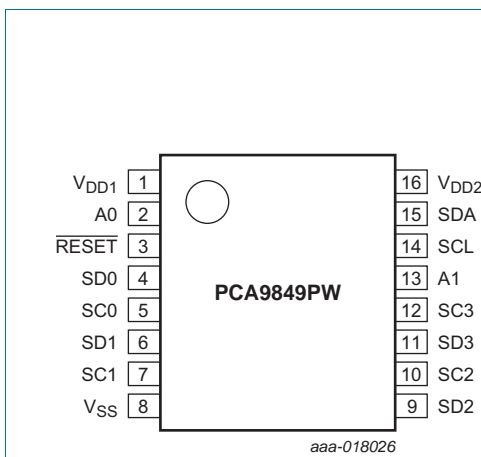 VDD1 1 16 VDD2
A0 2 15 SDA
RESET 3 14 SCL
SD0 4 13 A1
PCA9849PW
SC0 5 12 SC3
SD1 6 11 SD3
SC1 7 10 SC2
VSS 8 9 SD2
aaa-018026